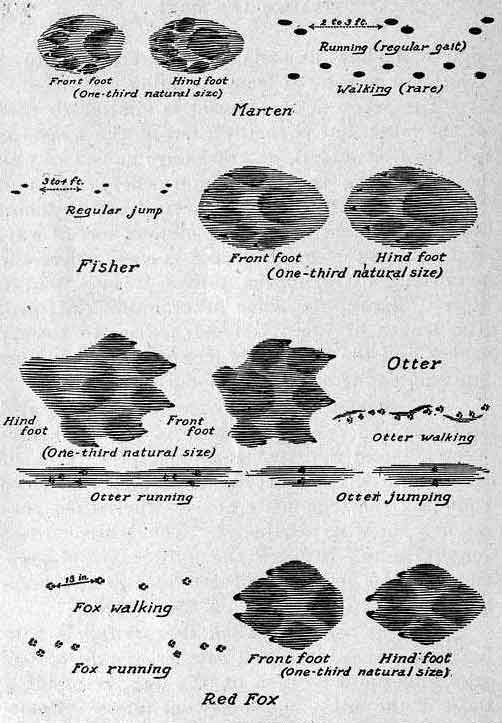 2 to 3 ft.
Running (regular gait)
Front foot
Hind foot
(One-third natural size)
Walking (rare)
Marten
3 to 4 ft.
Regular jump
Front foot
Hind foot
(One-third natural size)
Fisher
Otter
Hind
foot
Front
foot
(One-third natural size)
Otter walking
Otter running
Otter jumping
13 in.
Fox walking
Fox running
Front foot
Hind foot
(One-third natural size)
Red Fox